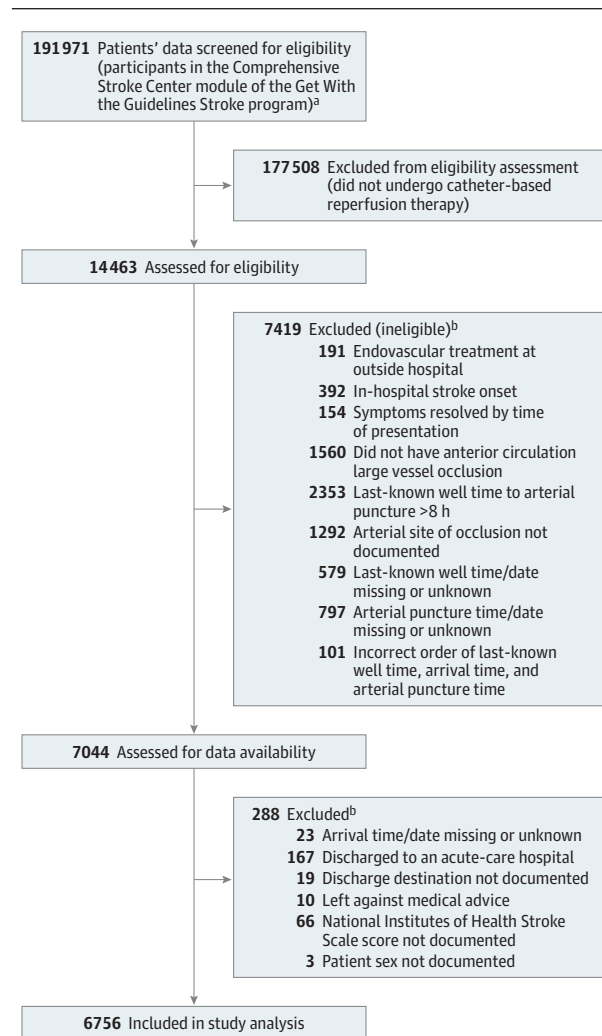 191971 Patients' data screened for eligibility
(participants in the Comprehensive
Stroke Center module of the Get With
the Guidelines Stroke program)a
177508 Excluded from eligibility assessment
(did not undergo catheter-based
reperfusion therapy)
14463 Assessed for eligibility
7419 Excluded (ineligible)b
191 Endovascular treatment at
outside hospital
392 In-hospital stroke onset
154 Symptoms resolved by time
of presentation
1560 Did not have anterior circulation
large vessel occlusion
2353 Last-known well time to arterial
puncture >8 h
1292 Arterial site of occlusion not
documented
579 Last-known well time/date
missing or unknown
797 Arterial puncture time/date
missing or unknown
101 Incorrect order of last-known
well time, arrival time, and
arterial puncture time
7044 Assessed for data availability
288 Excludedb
23 Arrival time/date missing or unknown
167 Discharged to an acute-care hospital
19 Discharge destination not documented
10 Left against medical advice
66 National Institutes of Health Stroke
Scale score not documented
3 Patient sex not documented
6756 Included in study analysis